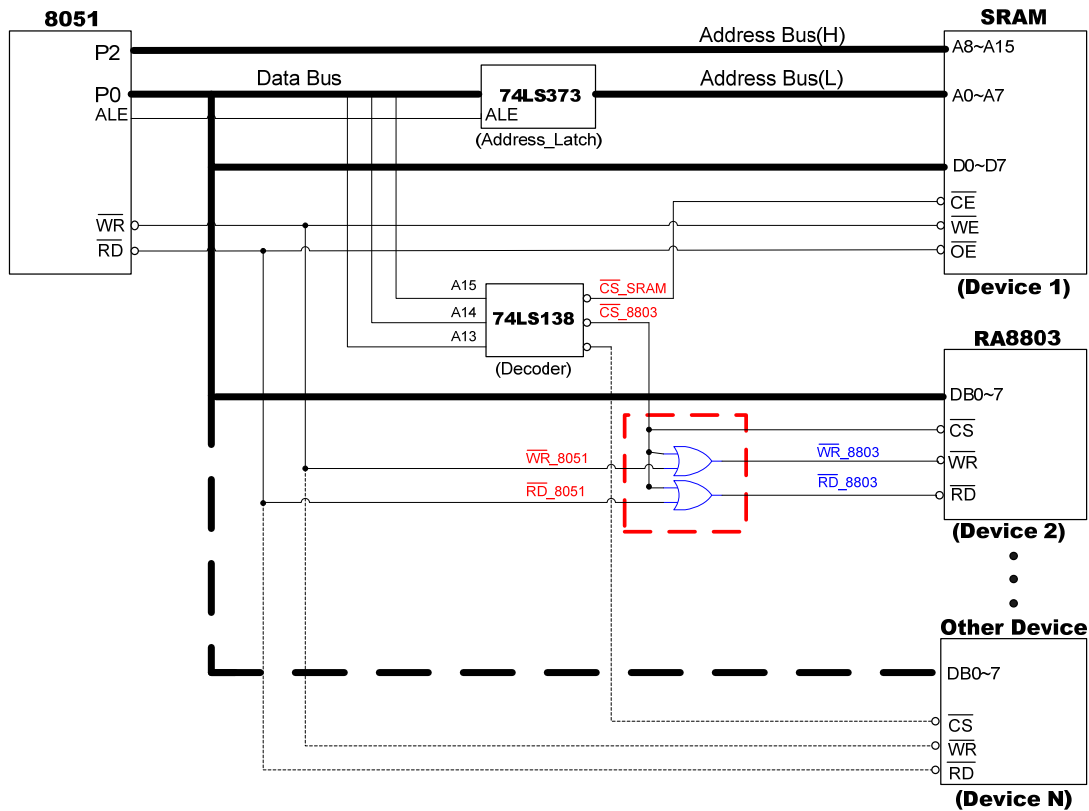 8051
SRAM
P2
Address Bus(H)
A8~A15
Data Bus
74LS373
Address Bus(L)
P0
A0~A7
ALE
ALE
(Address_Latch)
D0~D7
CE
WR
WE
RD
OE
A15
CS_SRAM
(Device 1)
A14
74LS138
CS_8803
A13
(Decoder)
RA8803
DB0~7
CS
WR_8051
WR_8803
WR
RD_8051
RD_8803
RD
(Device 2)
Other Device
DB0~7
CS
WR
RD
(Device N)